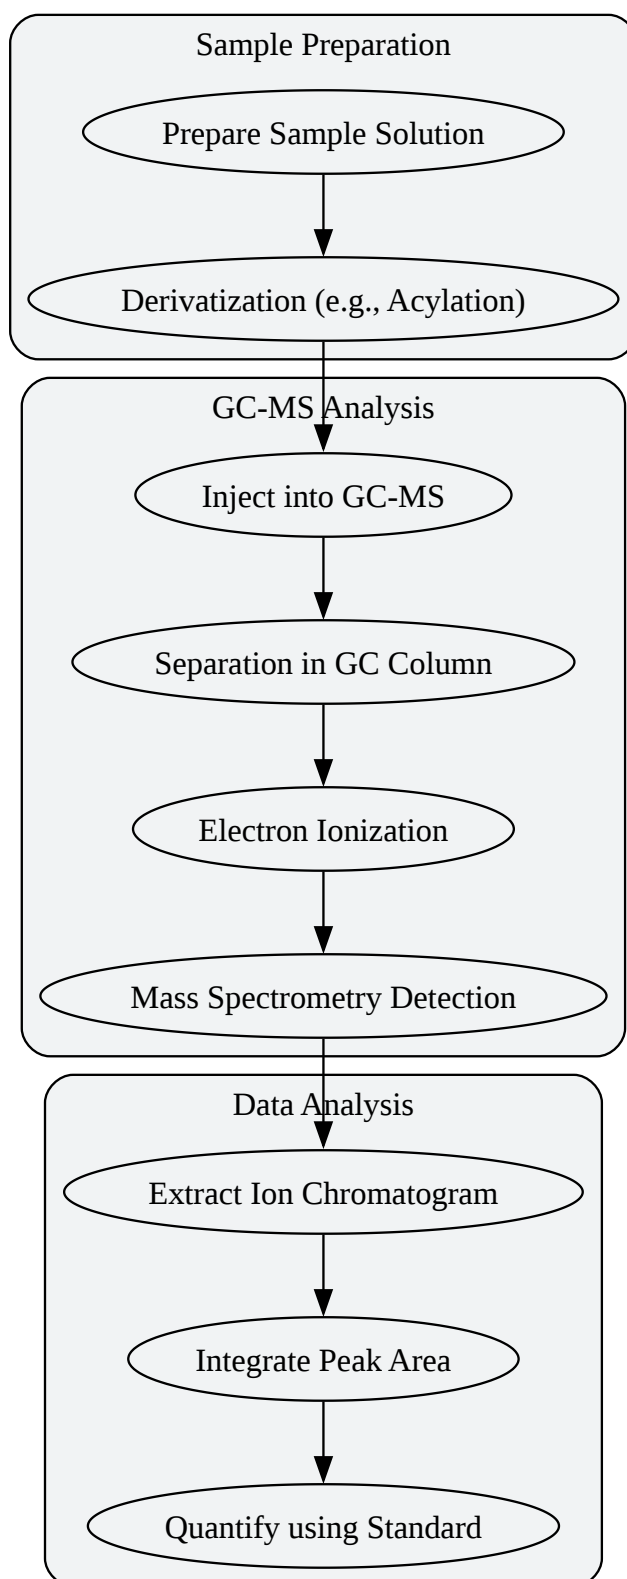 Sample Preparation
Prepare Sample Solution
Derivatization (e.g., Acylation)
GC-MS Analysis
Inject into GC-MS
Separation in GC Column
Electron Ionization
Mass Spectrometry Detection
Data Analysis
Extract Ion Chromatogram
Integrate Peak Area
Quantify using Standard